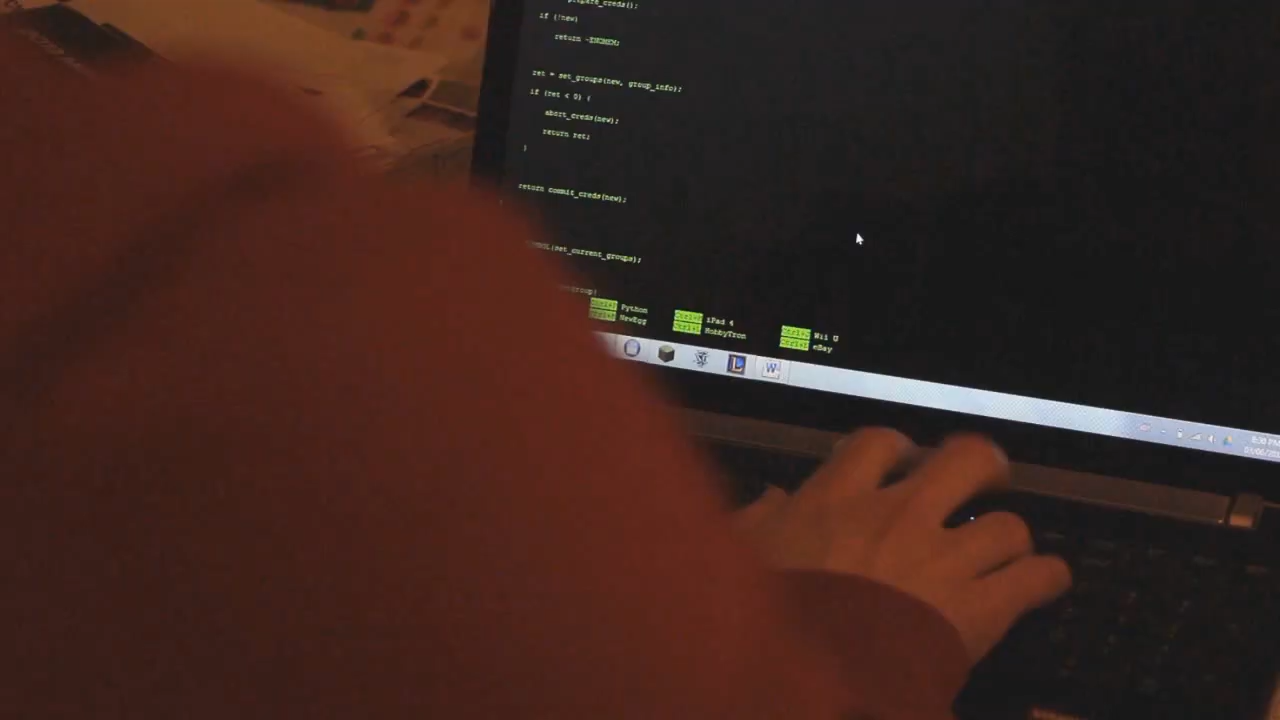 prepare_creds();
if (!new)
return -ENOMEM;
ret = set_groups(new, group_info);
if (ret < 0) {
abort_creds(new);
return ret;
}
return commit_creds(new);
(set_current_groups);
Python
iPad 4
Wii U
NewEgg
HobbyTron
eBay
L
W